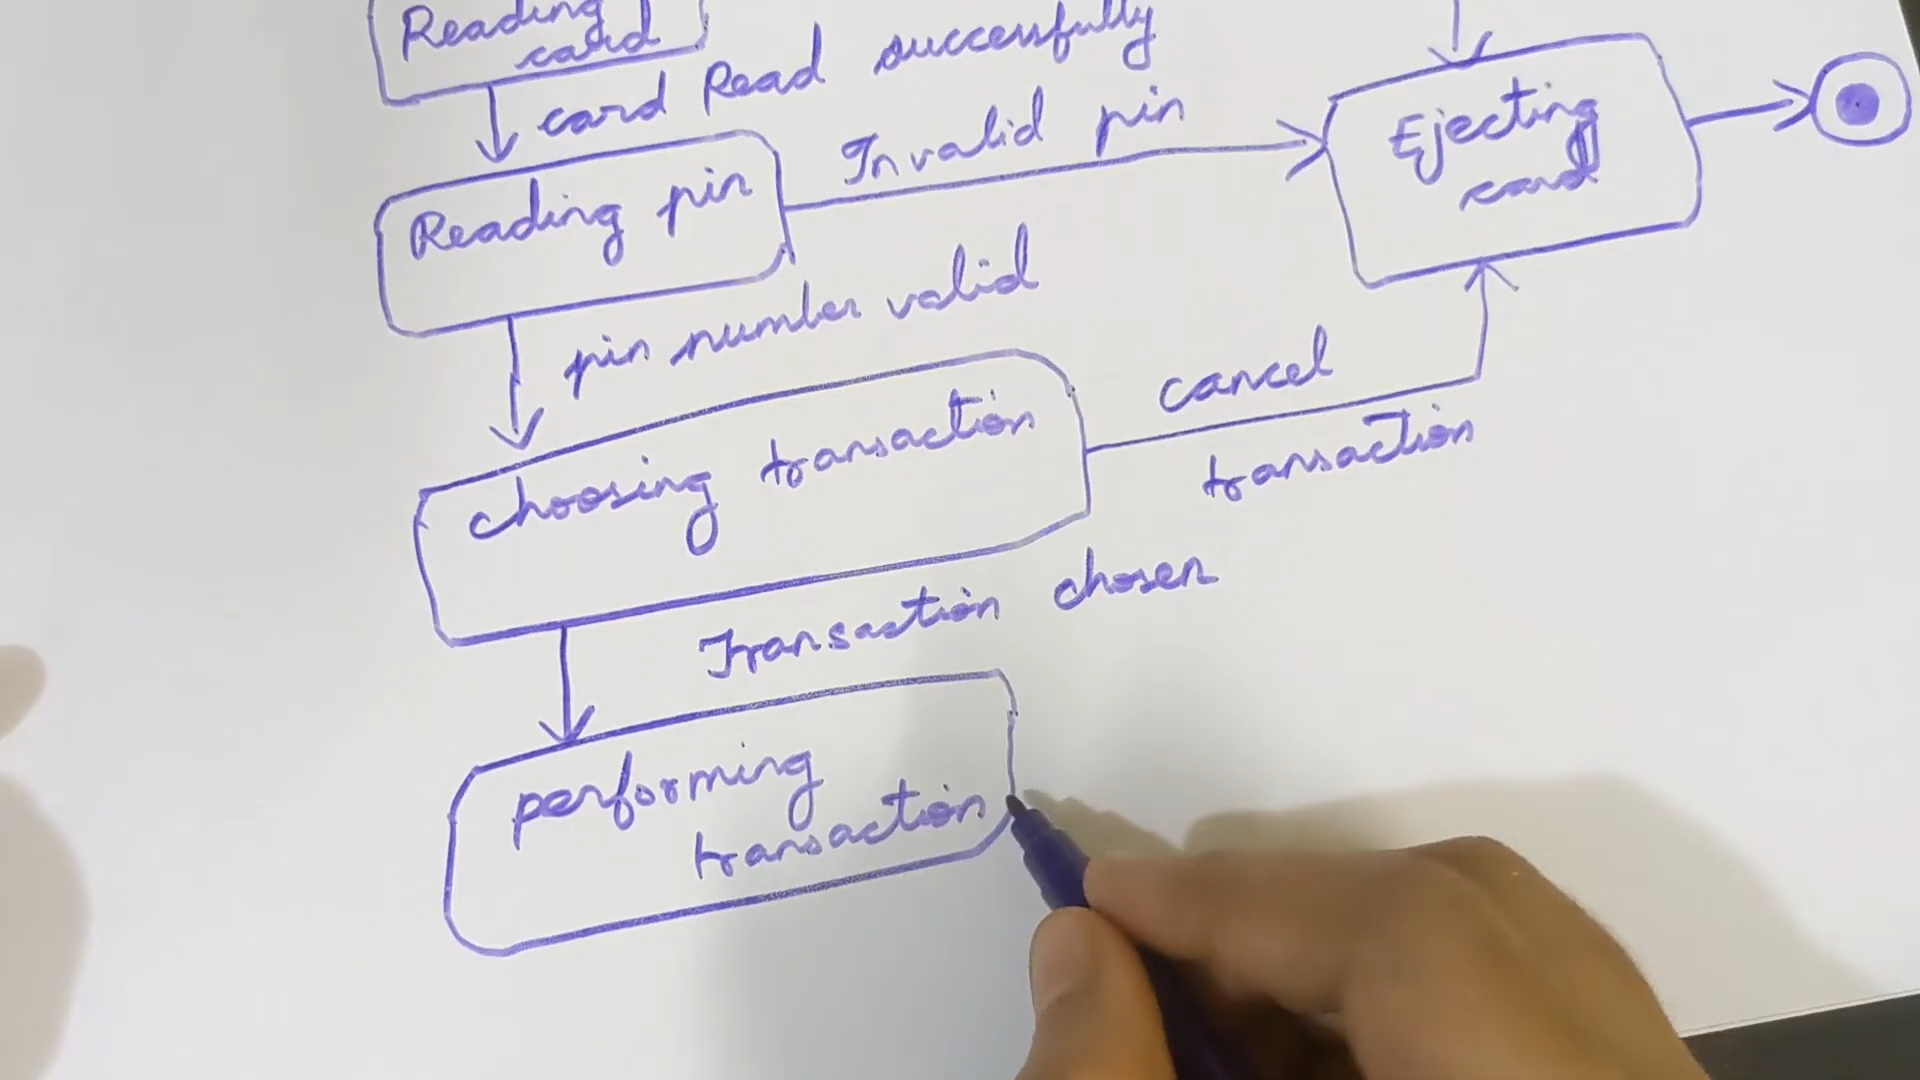 Reading
card
card Read successfully
Invalid pin
Ejecting
card
Reading pin
pin number valid
cancel
transaction
choosing transaction
Transaction chosen
performing
transaction